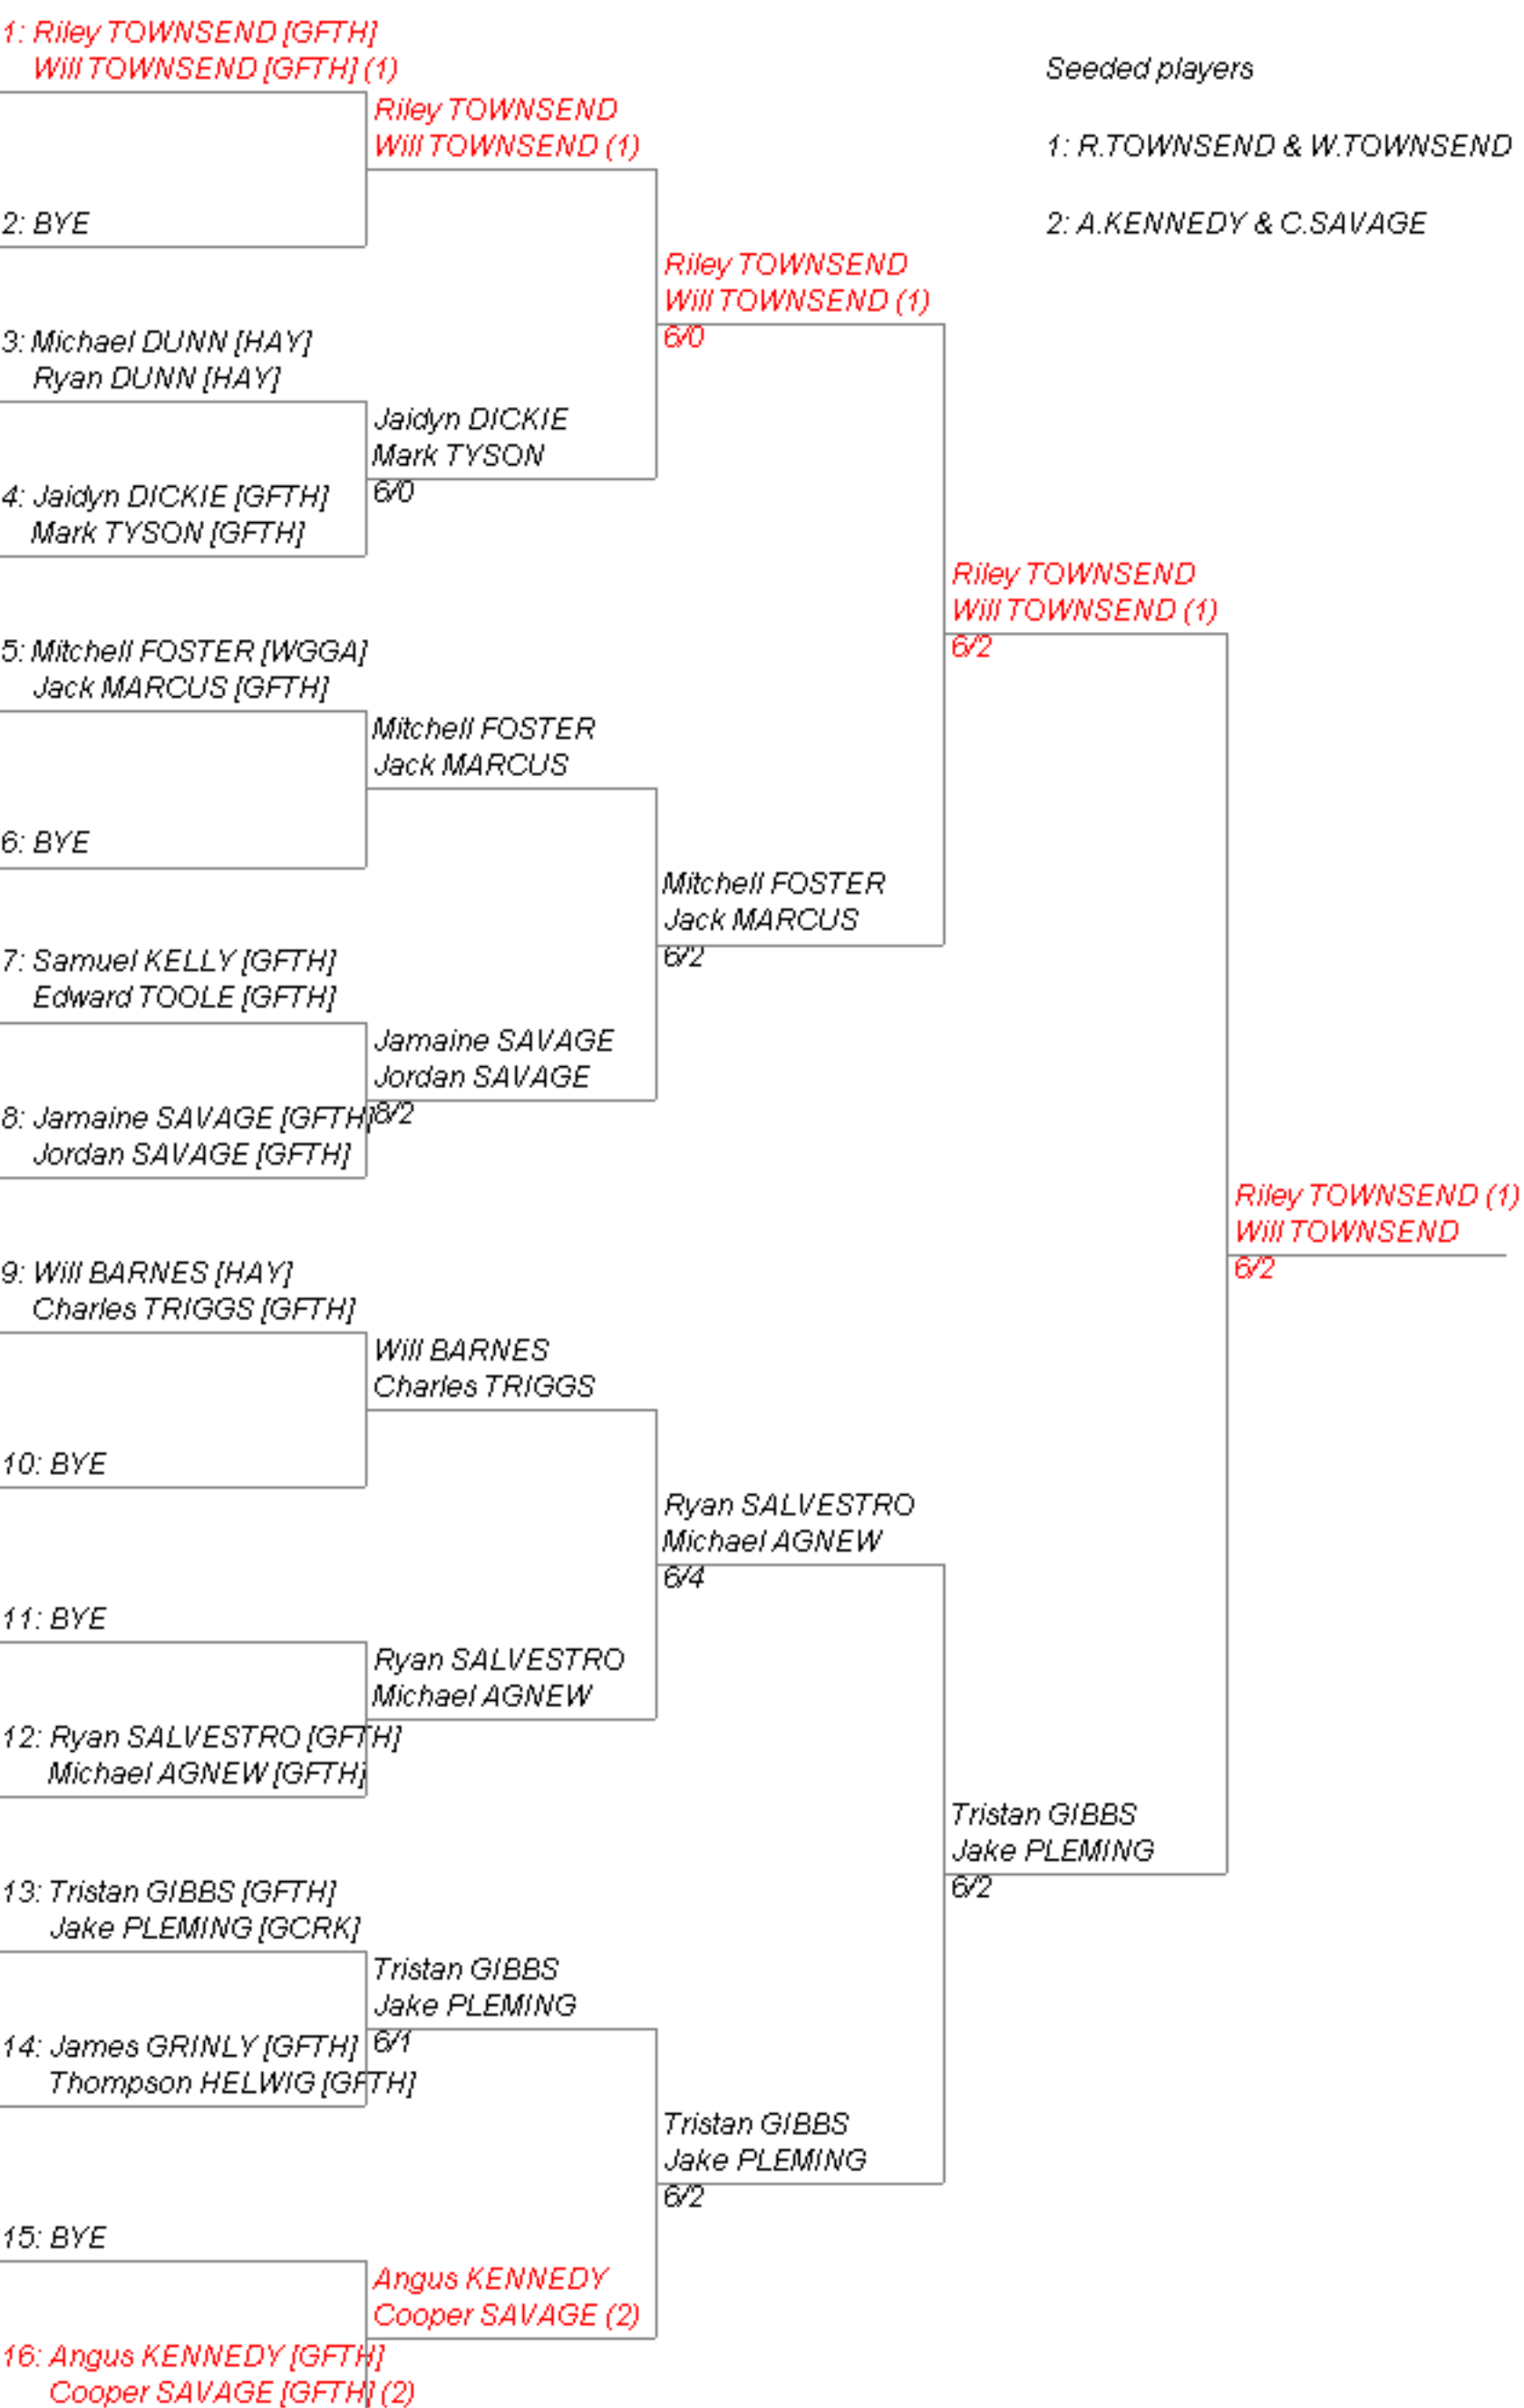 1: Riley TOWNSEND [GFTH]
Will TOWNSEND [GFTH] (1)
Seeded players
Riley TOWNSEND
Will TOWNSEND (1)
1: R.TOWNSEND & W.TOWNSEND
2: BYE
2: A.KENNEDY & C.SAVAGE
Riley TOWNSEND
Will TOWNSEND (1)
6/0
3: Michael DUNN [HAY]
Ryan DUNN [HAY]
Jaidyn DICKIE
Mark TYSON
6/0
4: Jaidyn DICKIE [GFTH]
Mark TYSON [GFTH]
Riley TOWNSEND
Will TOWNSEND (1)
6/2
5: Mitchell FOSTER [WGGA]
Jack MARCUS [GFTH]
Mitchell FOSTER
Jack MARCUS
6: BYE
Mitchell FOSTER
Jack MARCUS
6/2
7: Samuel KELLY [GFTH]
Edward TOOLE [GFTH]
Jamaine SAVAGE
Jordan SAVAGE
8/2
8: Jamaine SAVAGE [GFTH]
Jordan SAVAGE [GFTH]
Riley TOWNSEND (1)
Will TOWNSEND
6/2
9: Will BARNES [HAY]
Charles TRIGGS [GFTH]
Will BARNES
Charles TRIGGS
10: BYE
Ryan SALVESTRO
Michael AGNEW
6/4
11: BYE
Ryan SALVESTRO
Michael AGNEW
12: Ryan SALVESTRO [GFTH]
Michael AGNEW [GFTH]
Tristan GIBBS
Jake PLEMING
6/2
13: Tristan GIBBS [GFTH]
Jake PLEMING [GCRK]
Tristan GIBBS
Jake PLEMING
6/1
14: James GRINLY [GFTH]
Thompson HELWIG [GFTH]
Tristan GIBBS
Jake PLEMING
6/2
15: BYE
Angus KENNEDY
Cooper SAVAGE (2)
16: Angus KENNEDY [GFTH]
Cooper SAVAGE [GFTH] (2)